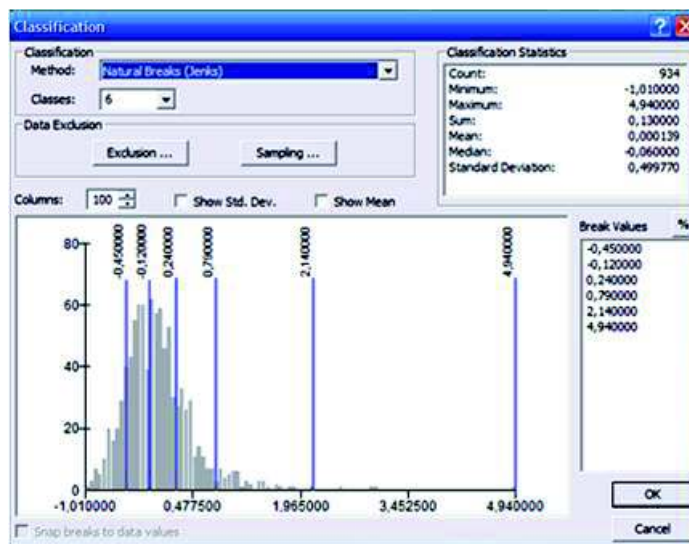 Classification
Classification
Method: Natural Breaks (Jenks)
Classes: 6
Data Exclusion
Exclusion ...
Sampling ...
Classification Statistics
Count: 934
Minimum: -1,010000
Maximum: 4,940000
Sum: 0,130000
Mean: 0,000139
Median: -0,060000
Standard Deviation: 0,499770
Columns: 100
Show Std. Dev.
Show Mean
Break Values
%
-0,450000
-0,120000
0,240000
0,790000
2,140000
4,940000
80
60
40
20
0
-0,450000
-0,120000
0,240000
0,790000
2,140000
4,940000
-1,010000
0,477500
1,965000
3,452500
4,940000
OK
Cancel
Snap breaks to data values